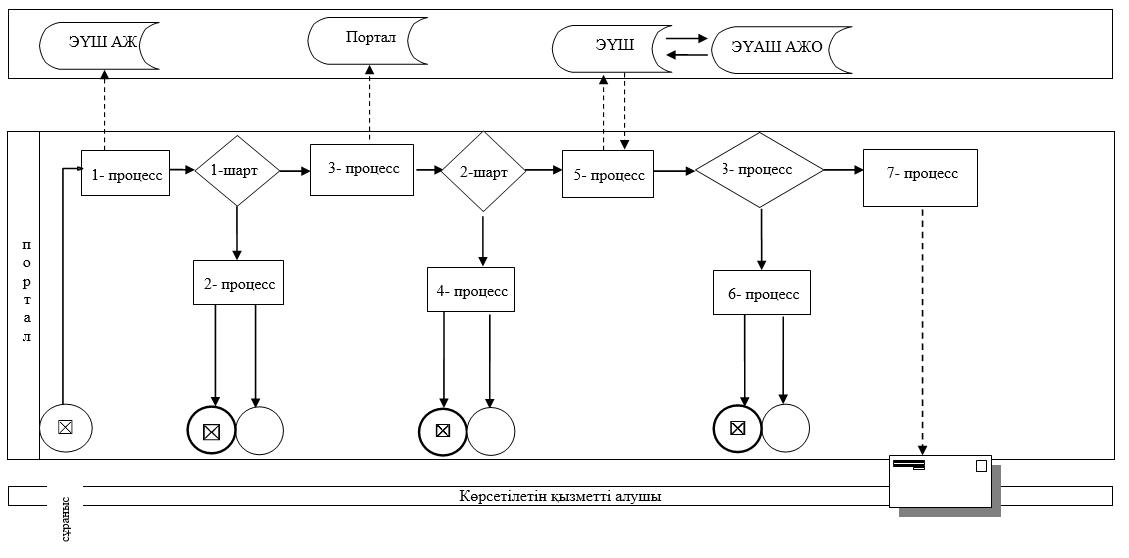 ЭҮШ АЖ
Портал
ЭҮШ
ЭҮАШ АЖО
1- процесс
1-шарт
3- процесс
2-шарт
5- процесс
3- процесс
7- процесс
портал
2- процесс
4- процесс
6- процесс
Көрсетілетін қызметті алушы
сұраныс